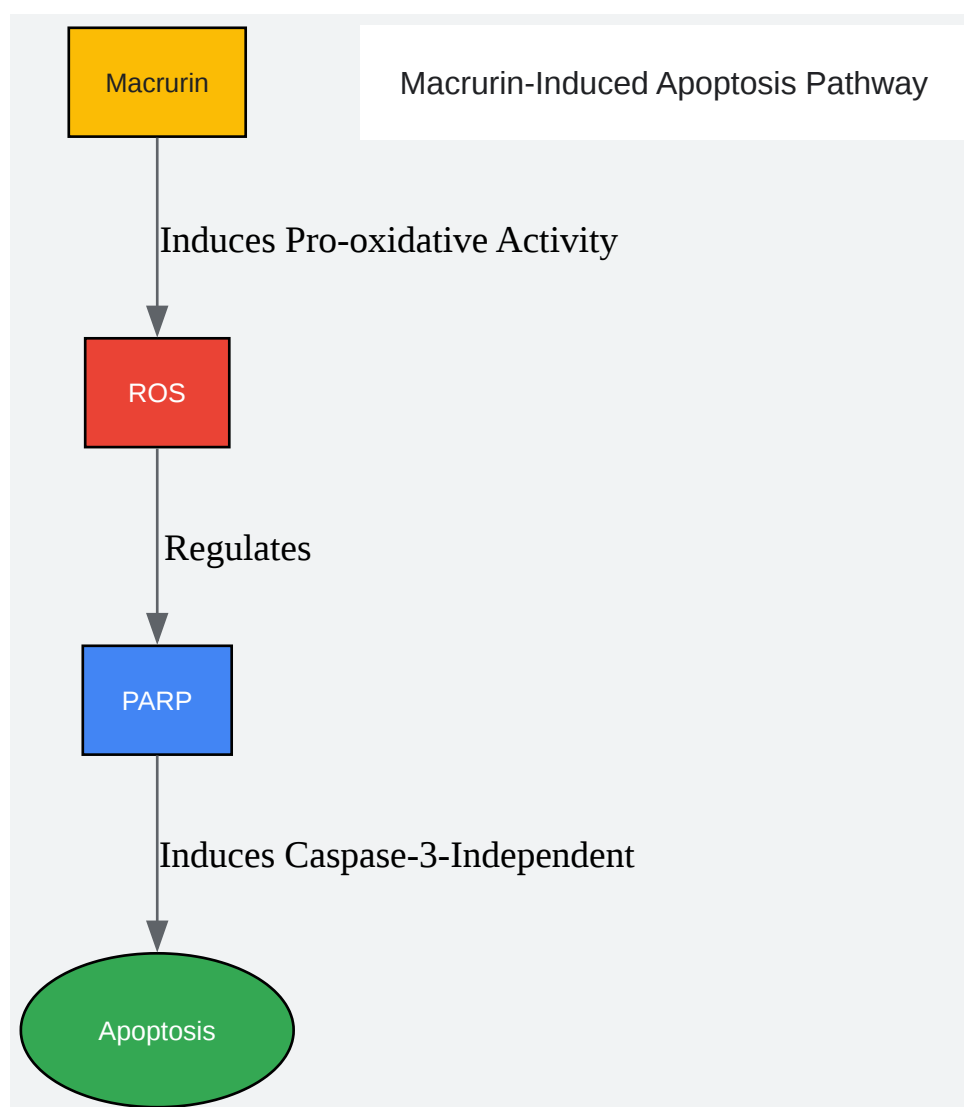 Macrurin
Macrurin-Induced Apoptosis Pathway
Induces Pro-oxidative Activity
ROS
Regulates
PARP
Induces Caspase-3-Independent
Apoptosis